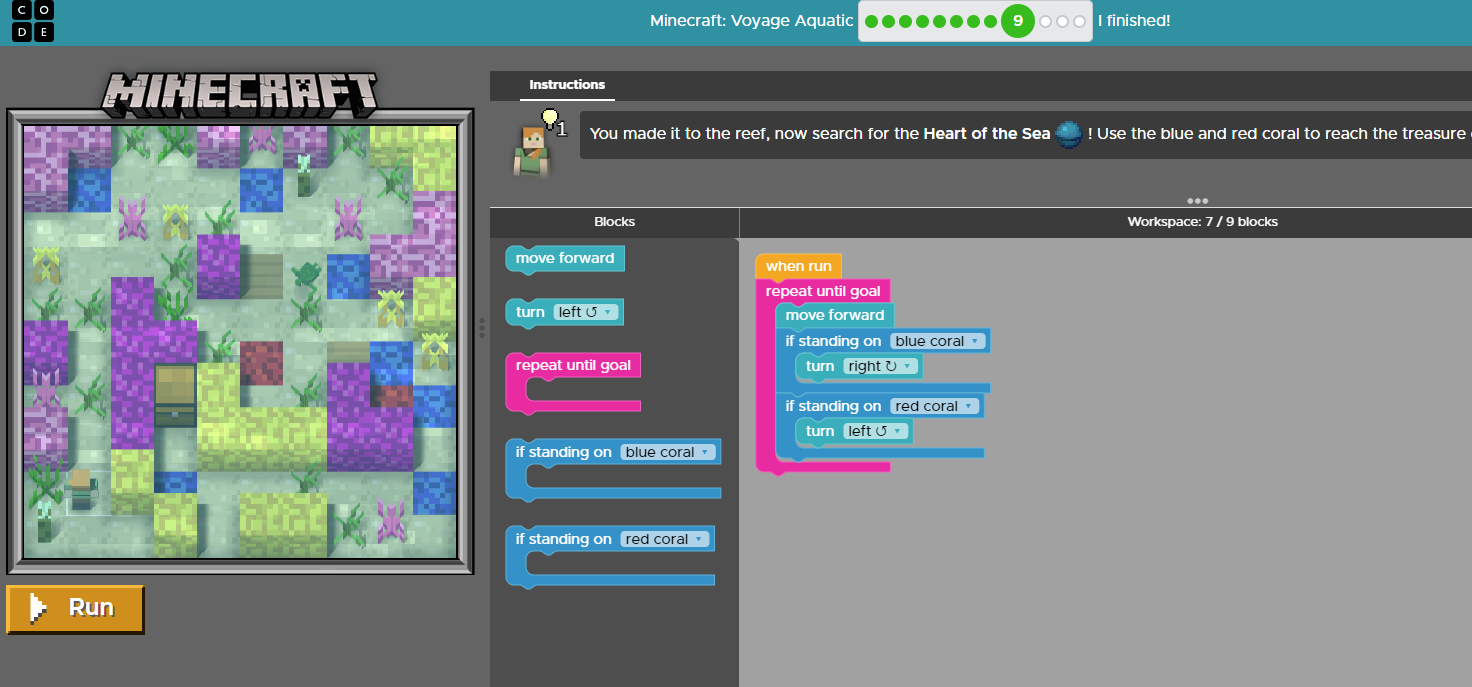 C O
D E
Minecraft: Voyage Aquatic
9
I finished!
MINECRAFT
Instructions
1
You made it to the reef, now search for the Heart of the Sea ! Use the blue and red coral to reach the treasure
Blocks
Workspace: 7 / 9 blocks
move forward
turn left ↺
repeat until goal
if standing on blue coral
if standing on red coral
when run
repeat until goal
move forward
if standing on blue coral
turn right ↻
if standing on red coral
turn left ↺
Run